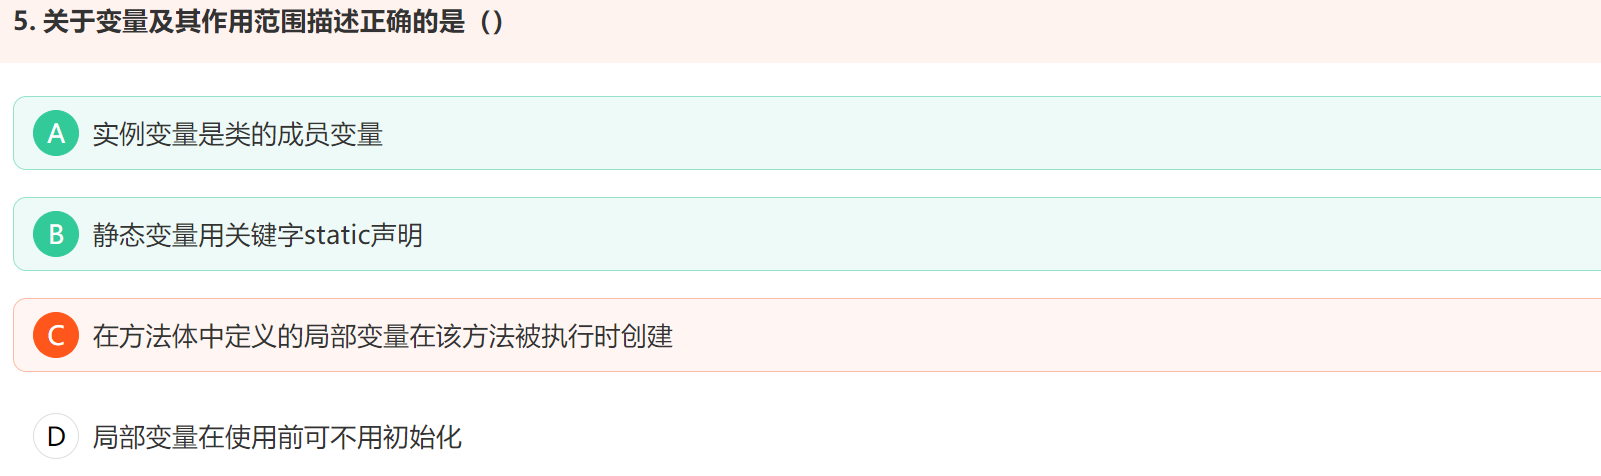 5. 关于变量及其作用范围描述正确的是（）
A 实例变量是类的成员变量
B 静态变量用关键字static声明
C 在方法体中定义的局部变量在该方法被执行时创建
D 局部变量在使用前可不用初始化